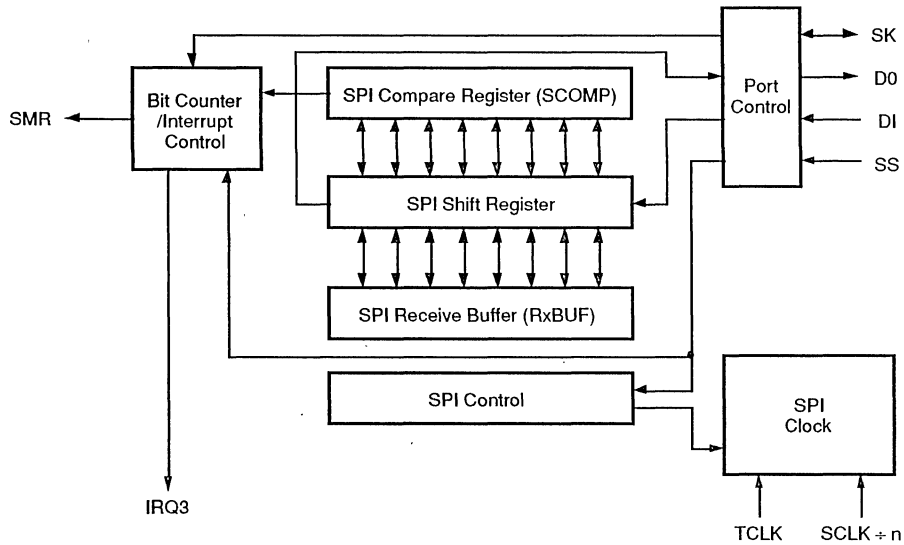 SK
D0
DI
SS
Port
Control
SMR
Bit Counter
/Interrupt
Control
SPI Compare Register (SCOMP)
SPI Shift Register
SPI Receive Buffer (RxBUF)
SPI Control
SPI
Clock
IRQ3
TCLK
SCLK ÷ n